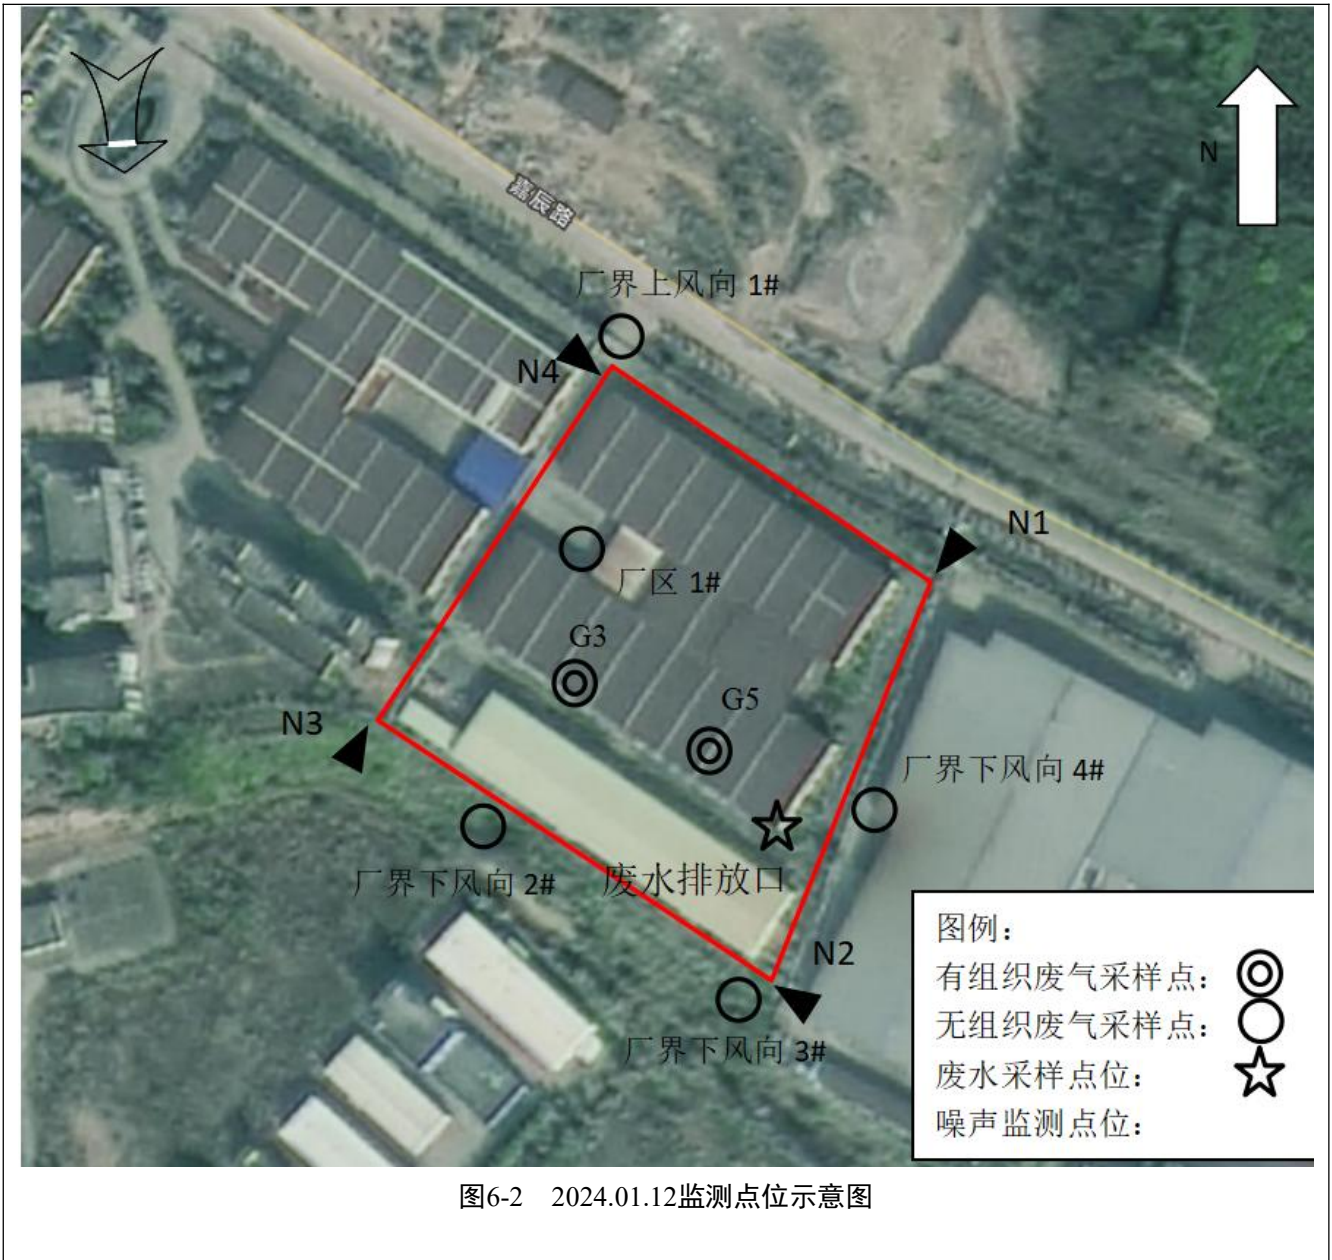 N
嘉辰路
厂界上风向 1#
N4
N1
厂区 1#
G3
G5
N3
厂界下风向 4#
厂界下风向 2#
废水排放口
N2
厂界下风向 3#
图例：
有组织废气采样点：
无组织废气采样点：
废水采样点位：
噪声监测点位：
图6-2 2024.01.12监测点位示意图